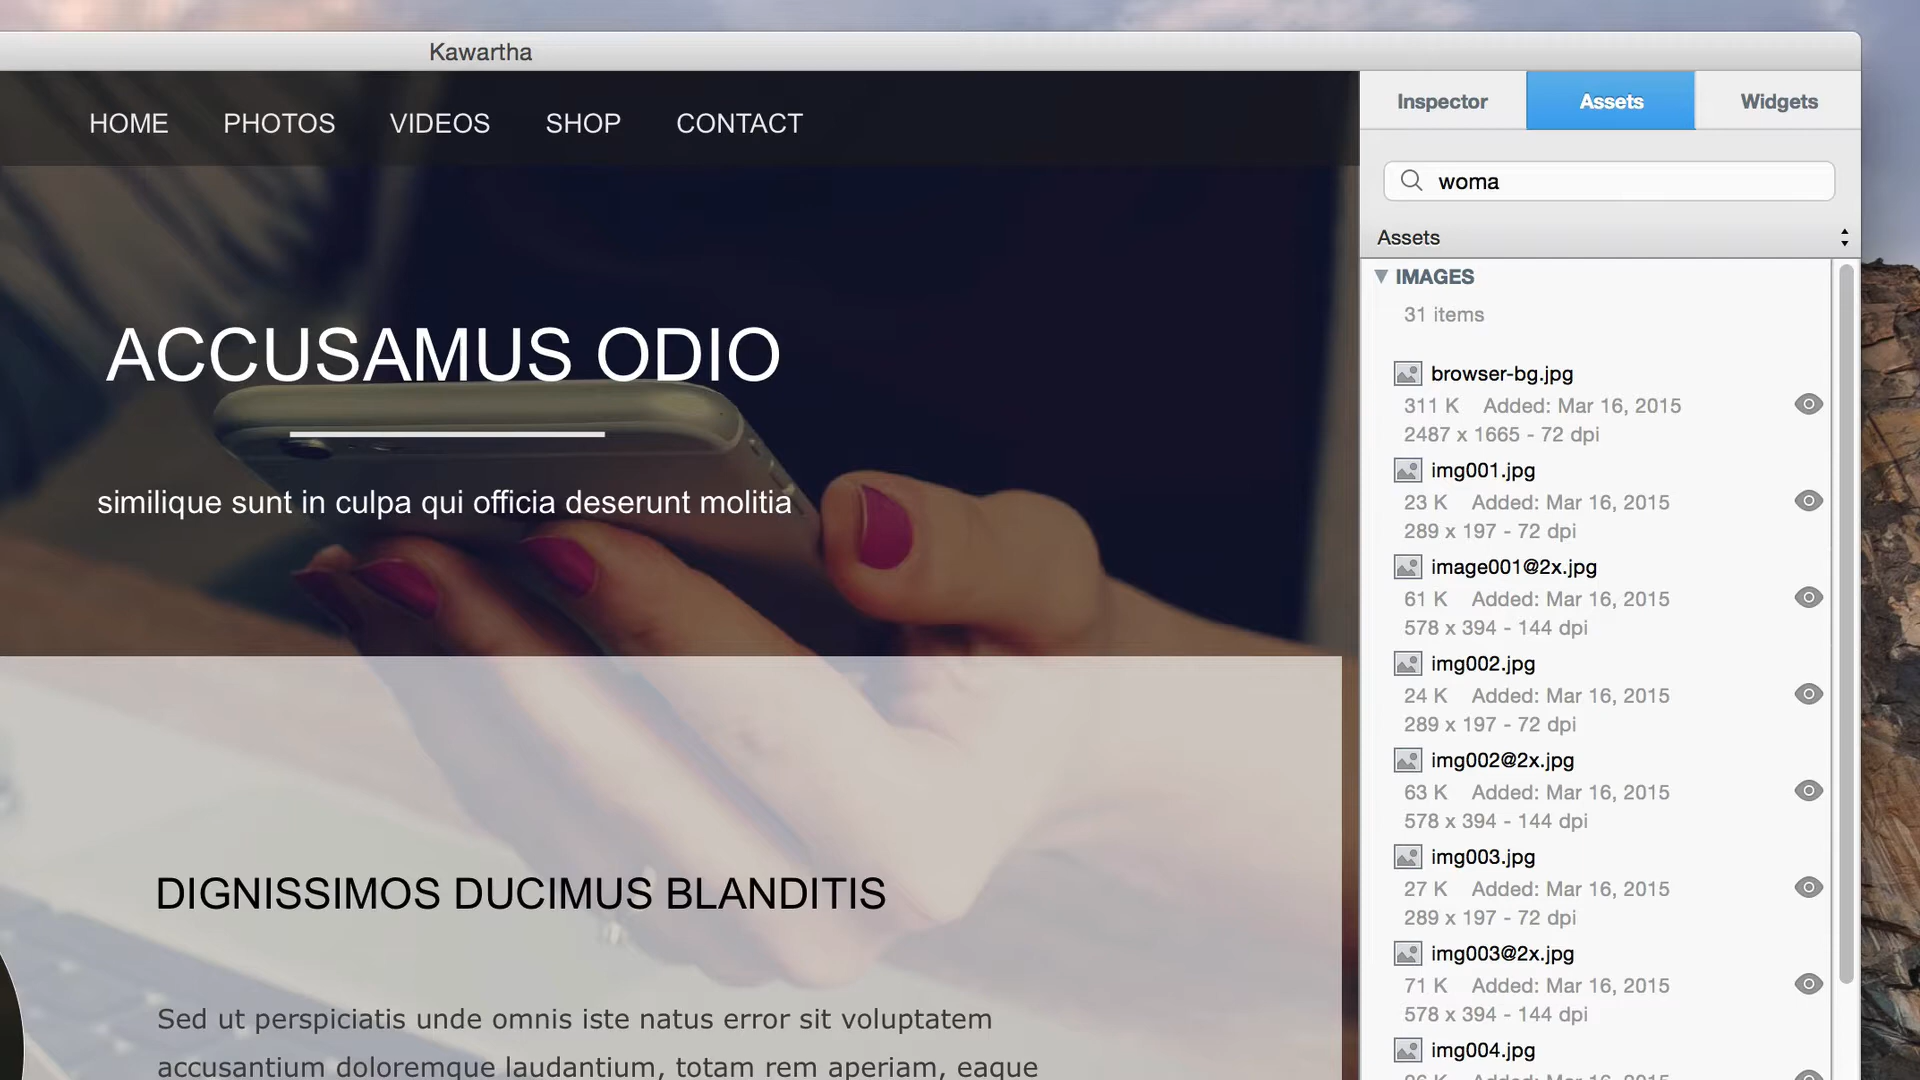 Kawartha
HOME PHOTOS VIDEOS SHOP CONTACT
ACCUSAMUS ODIO
similique sunt in culpa qui officia deserunt molitia
DIGNISSIMOS DUCIMUS BLANDITIS
Sed ut perspiciatis unde omnis iste natus error sit voluptatem
accusantium doloremque laudantium, totam rem aperiam, eaque
Inspector Assets Widgets
woma
Assets
IMAGES
31 items
browser-bg.jpg
311 K Added: Mar 16, 2015
2487 x 1665 - 72 dpi
img001.jpg
23 K Added: Mar 16, 2015
289 x 197 - 72 dpi
image001@2x.jpg
61 K Added: Mar 16, 2015
578 x 394 - 144 dpi
img002.jpg
24 K Added: Mar 16, 2015
289 x 197 - 72 dpi
img002@2x.jpg
63 K Added: Mar 16, 2015
578 x 394 - 144 dpi
img003.jpg
27 K Added: Mar 16, 2015
289 x 197 - 72 dpi
img003@2x.jpg
71 K Added: Mar 16, 2015
578 x 394 - 144 dpi
img004.jpg